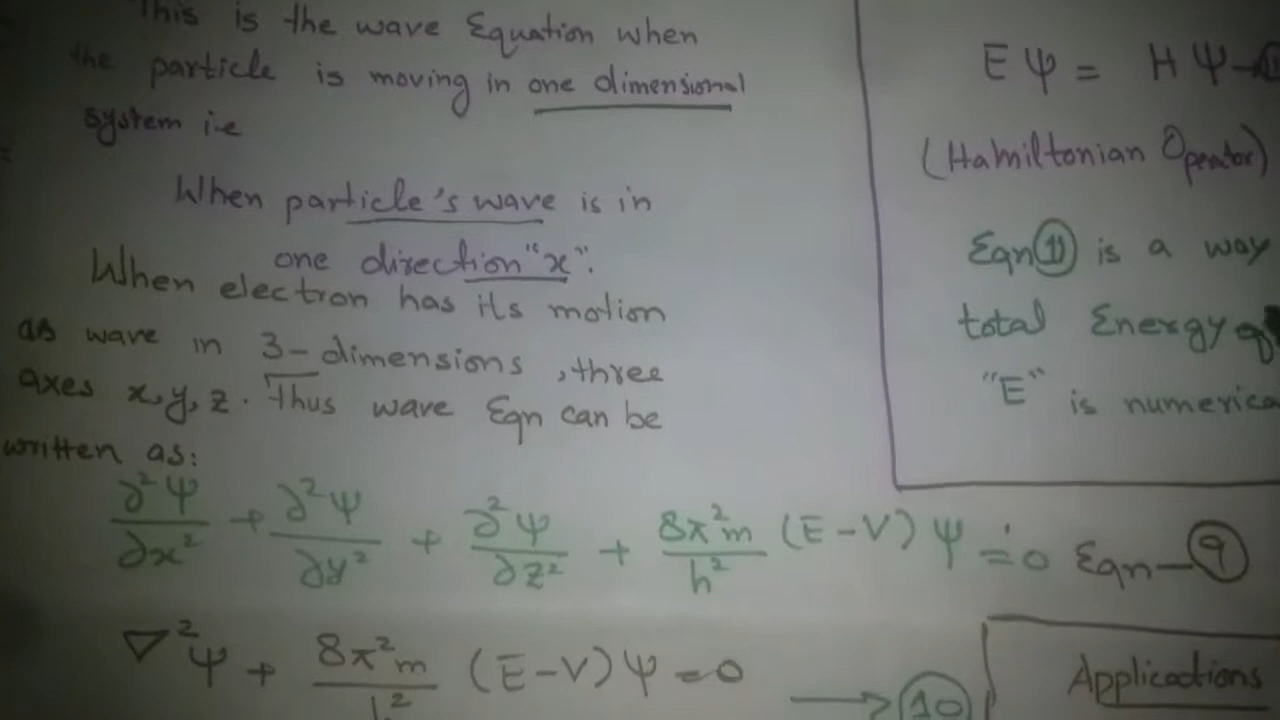 This is the wave Equation when
the particle is moving in one dimensional
system i.e
When particle's wave is in
one direction "x".
When electron has its motion
as wave in 3-dimensions, three
axes x, y, z. Thus wave Eqn can be
written as:
∂²Ψ/∂x² + ∂²Ψ/∂y² + ∂²Ψ/∂z² + 8π²m/h² (E-V) Ψ = 0 Eqn-⑨
∇²Ψ + 8π²m/h² (E-V) Ψ = 0 → ⑩
EΨ = HΨ-
(Hamiltonian Operator)
Eqn ⑪ is a way
total Energy of
"E" is numerica
Applications